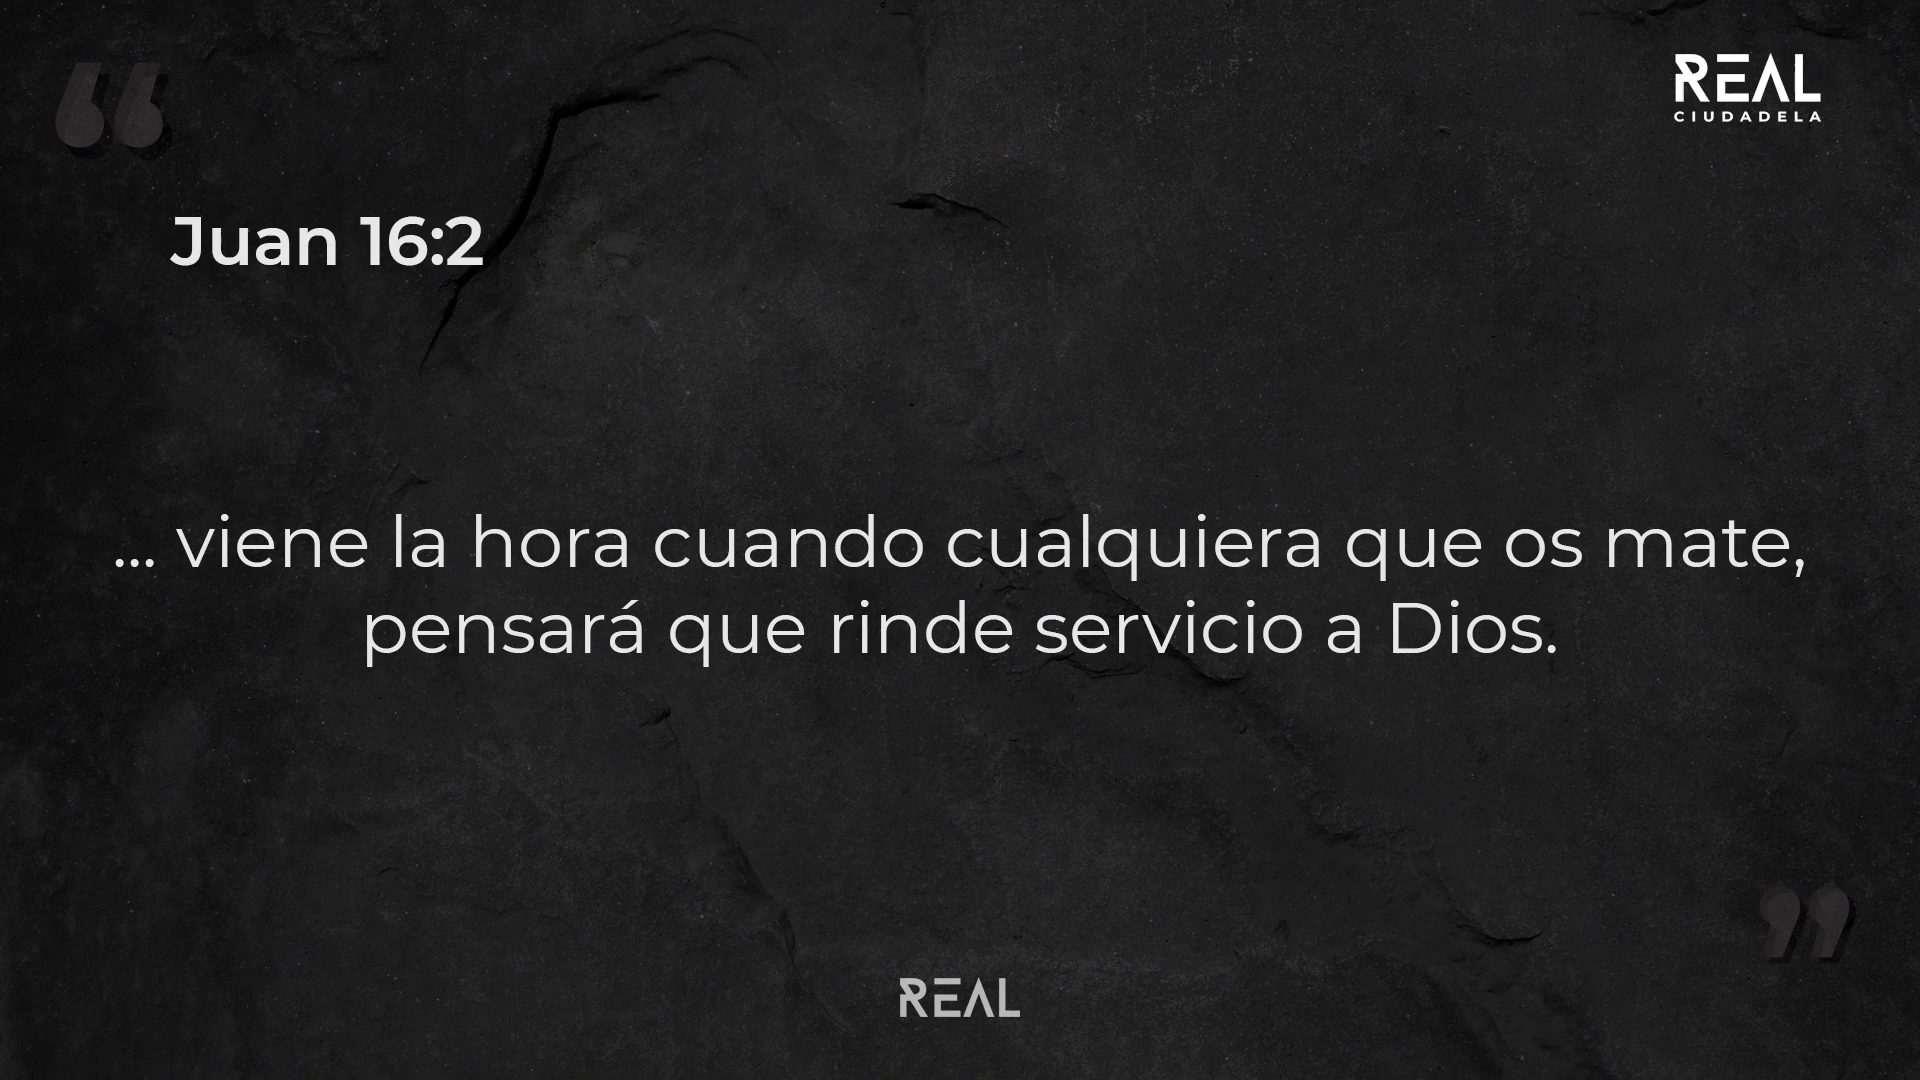 REAL
CIUDADELA
Juan 16:2
... viene la hora cuando cualquiera que os mate,
pensará que rinde servicio a Dios.
REAL